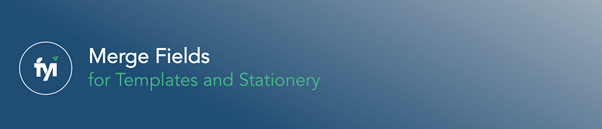 fyi
Merge Fields
for Templates and Stationery